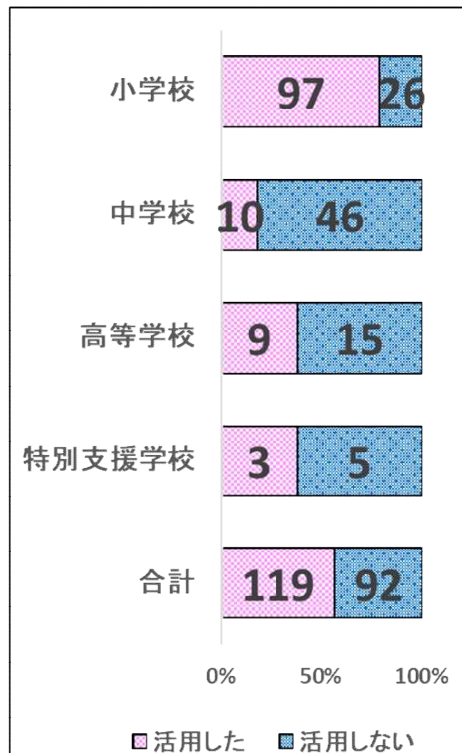 小学校 97 26
中学校 10 46
高等学校 9 15
特別支援学校 3 5
合計 119 92
0% 50% 100%
活用した 活用しない